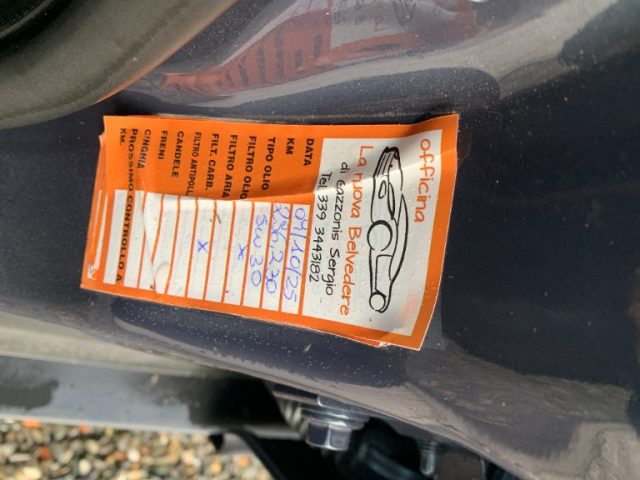 officina
La nuova Belvedere
di Cazzonis Sergio
Tel. 339 3443182
DATA 04/10/25
KM
TIPO OLIO 5W30
FILTRO OLIO X
FILTRO ARIA
FILT. CARB. X
FILTRO ANTIPOLL.
CANDELE
FRENI
CINGHIA
PROSSIMO CONTROLLO A
KM.